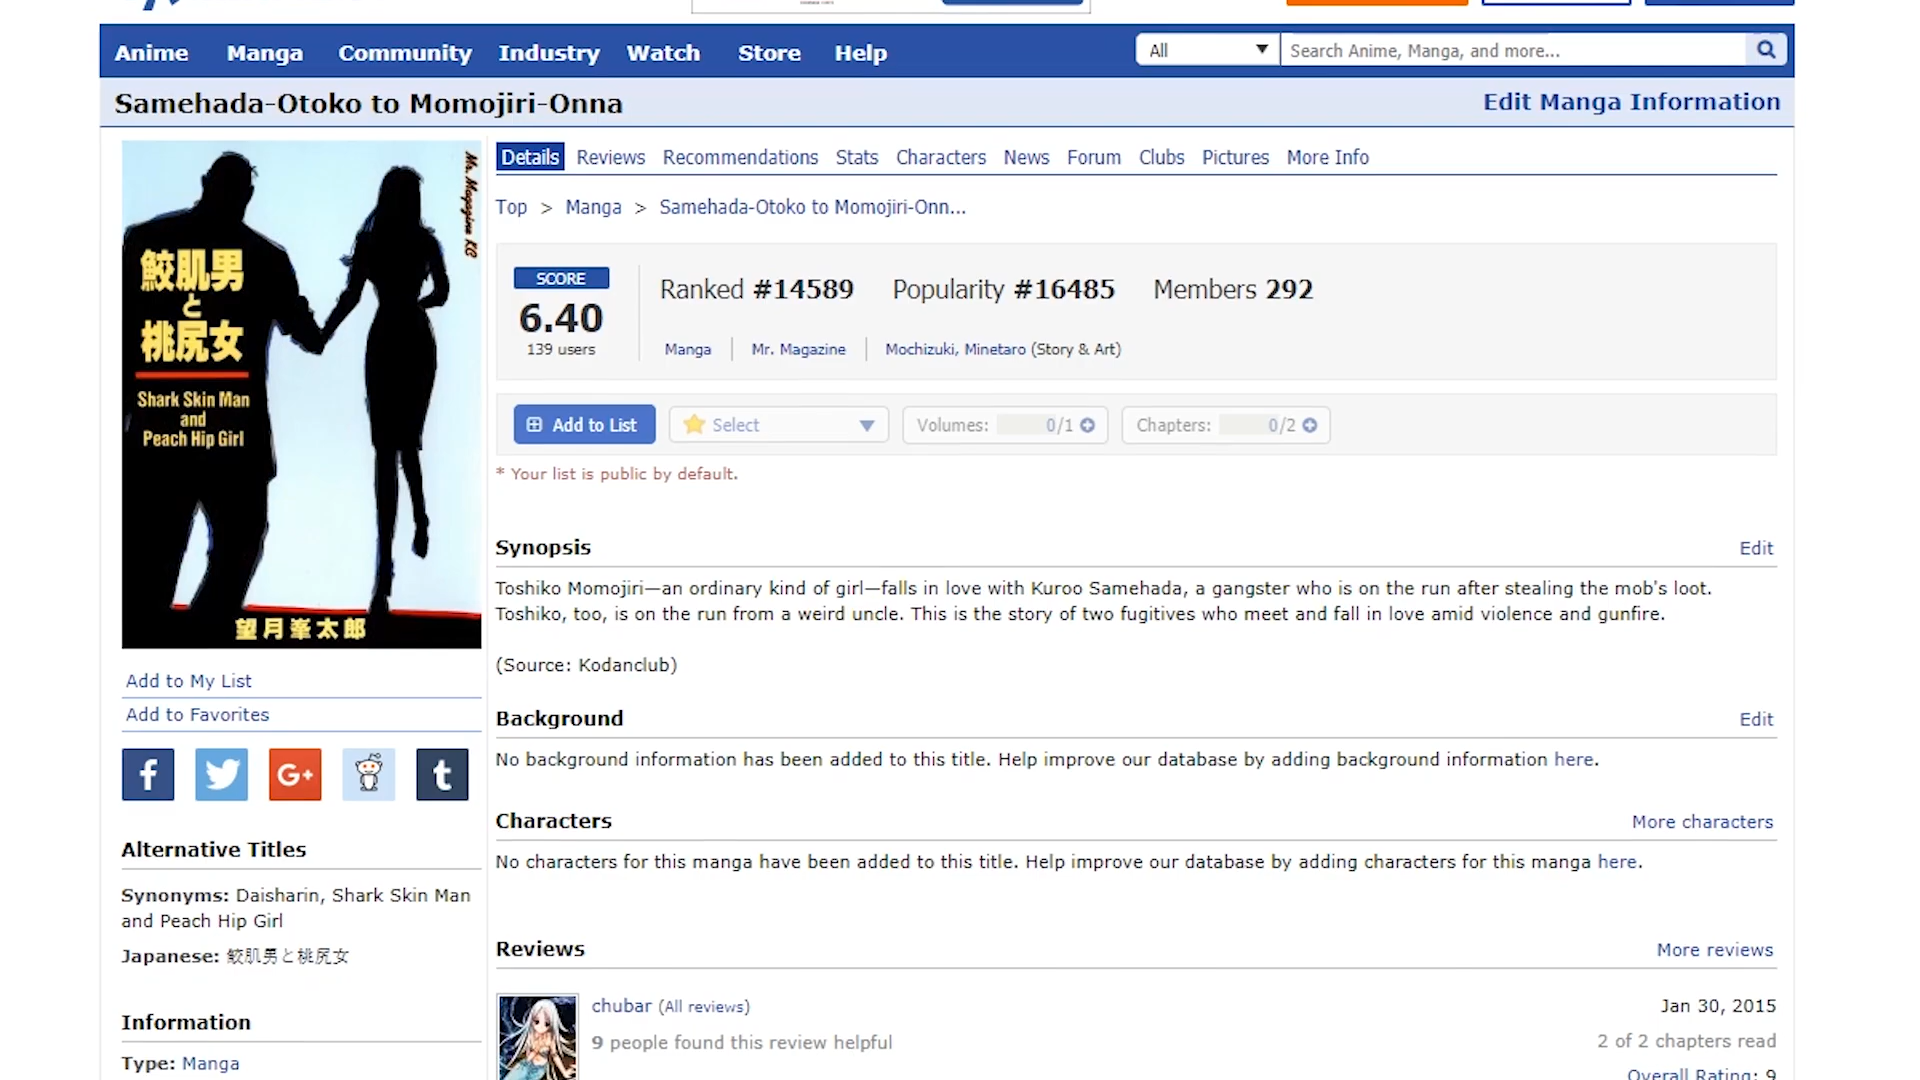 Anime Manga Community Industry Watch Store Help All Search Anime, Manga, and more...
Samehada-Otoko to Momojiri-Onna Edit Manga Information
Mr. Magazine KC
鮫肌男
と
桃尻女
Shark Skin Man
and
Peach Hip Girl
望月峯太郎
Details Reviews Recommendations Stats Characters News Forum Clubs Pictures More Info
Top > Manga > Samehada-Otoko to Momojiri-Onn...
SCORE
6.40
139 users
Ranked #14589 Popularity #16485 Members 292
Manga Mr. Magazine Mochizuki, Minetaro (Story & Art)
Add to List Select Volumes: 0/1 Chapters: 0/2
* Your list is public by default.
Synopsis Edit
Toshiko Momojiri—an ordinary kind of girl—falls in love with Kuroo Samehada, a gangster who is on the run after stealing the mob's loot.
Toshiko, too, is on the run from a weird uncle. This is the story of two fugitives who meet and fall in love amid violence and gunfire.
(Source: Kodanclub)
Background Edit
No background information has been added to this title. Help improve our database by adding background information here.
Characters More characters
No characters for this manga have been added to this title. Help improve our database by adding characters for this manga here.
Reviews More reviews
chubar (All reviews) Jan 30, 2015
9 people found this review helpful 2 of 2 chapters read
Overall Rating: 9
Add to My List
Add to Favorites
f G+ t
Alternative Titles
Synonyms: Daisharin, Shark Skin Man
and Peach Hip Girl
Japanese: 鮫肌男と桃尻女
Information
Type: Manga